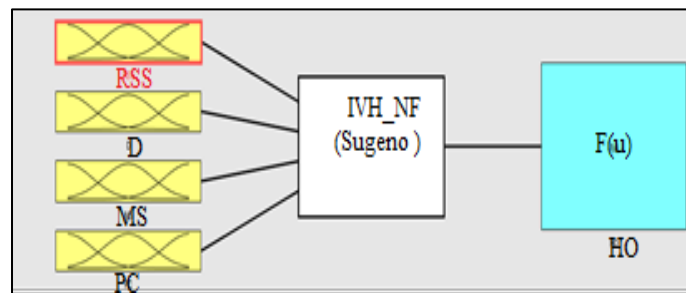 RSS
D
MS
PC
IVH_NF
(Sugeno )
F(u)
HO